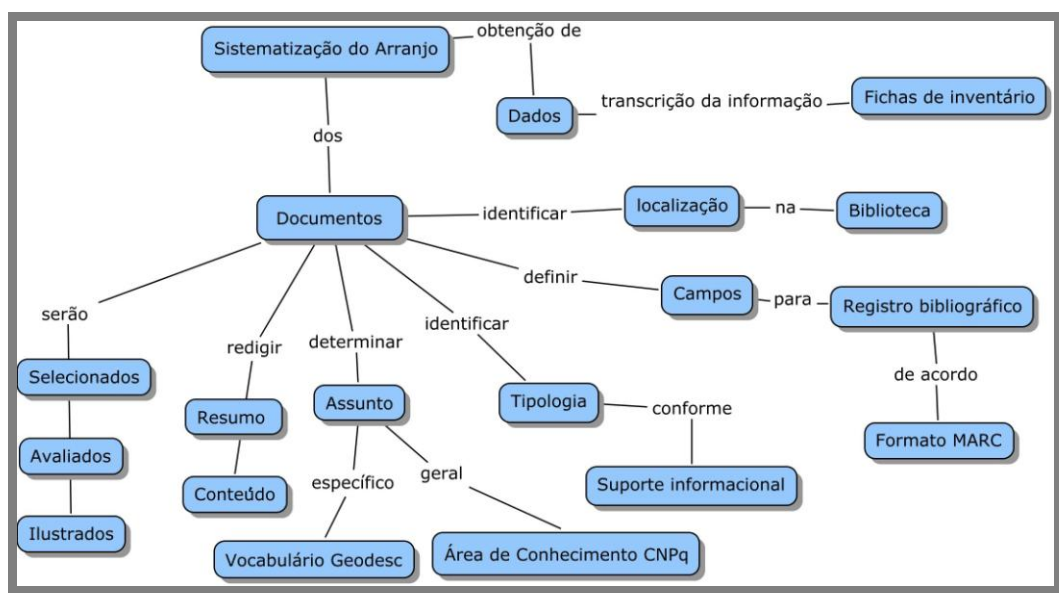 obtenção de
Sistematização do Arranjo
transcrição da informação
Fichas de inventário
Dados
dos
Documentos
identificar
localização
na
Biblioteca
definir
Campos
para
Registro bibliográfico
serão
identificar
redigir
determinar
Selecionados
de acordo
Resumo
Assunto
Tipologia
conforme
Formato MARC
Avaliados
específico
geral
Conteúdo
Suporte informacional
Ilustrados
Vocabulário Geodesc
Área de Conhecimento CNPq